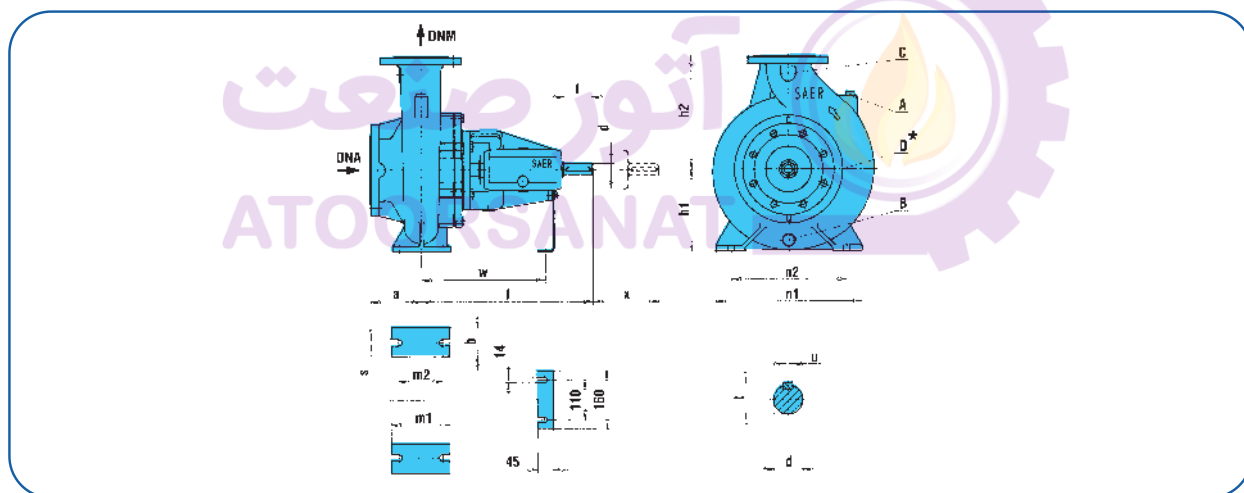 DNM
C
SAER
A
h2
l
d
آتور صنعت
DNA
SAER
D*
ATOORSANAT
h1
B
w
n2
a
f
x
n1
b
14
s
m2
110
160
u
t
m1
45
d